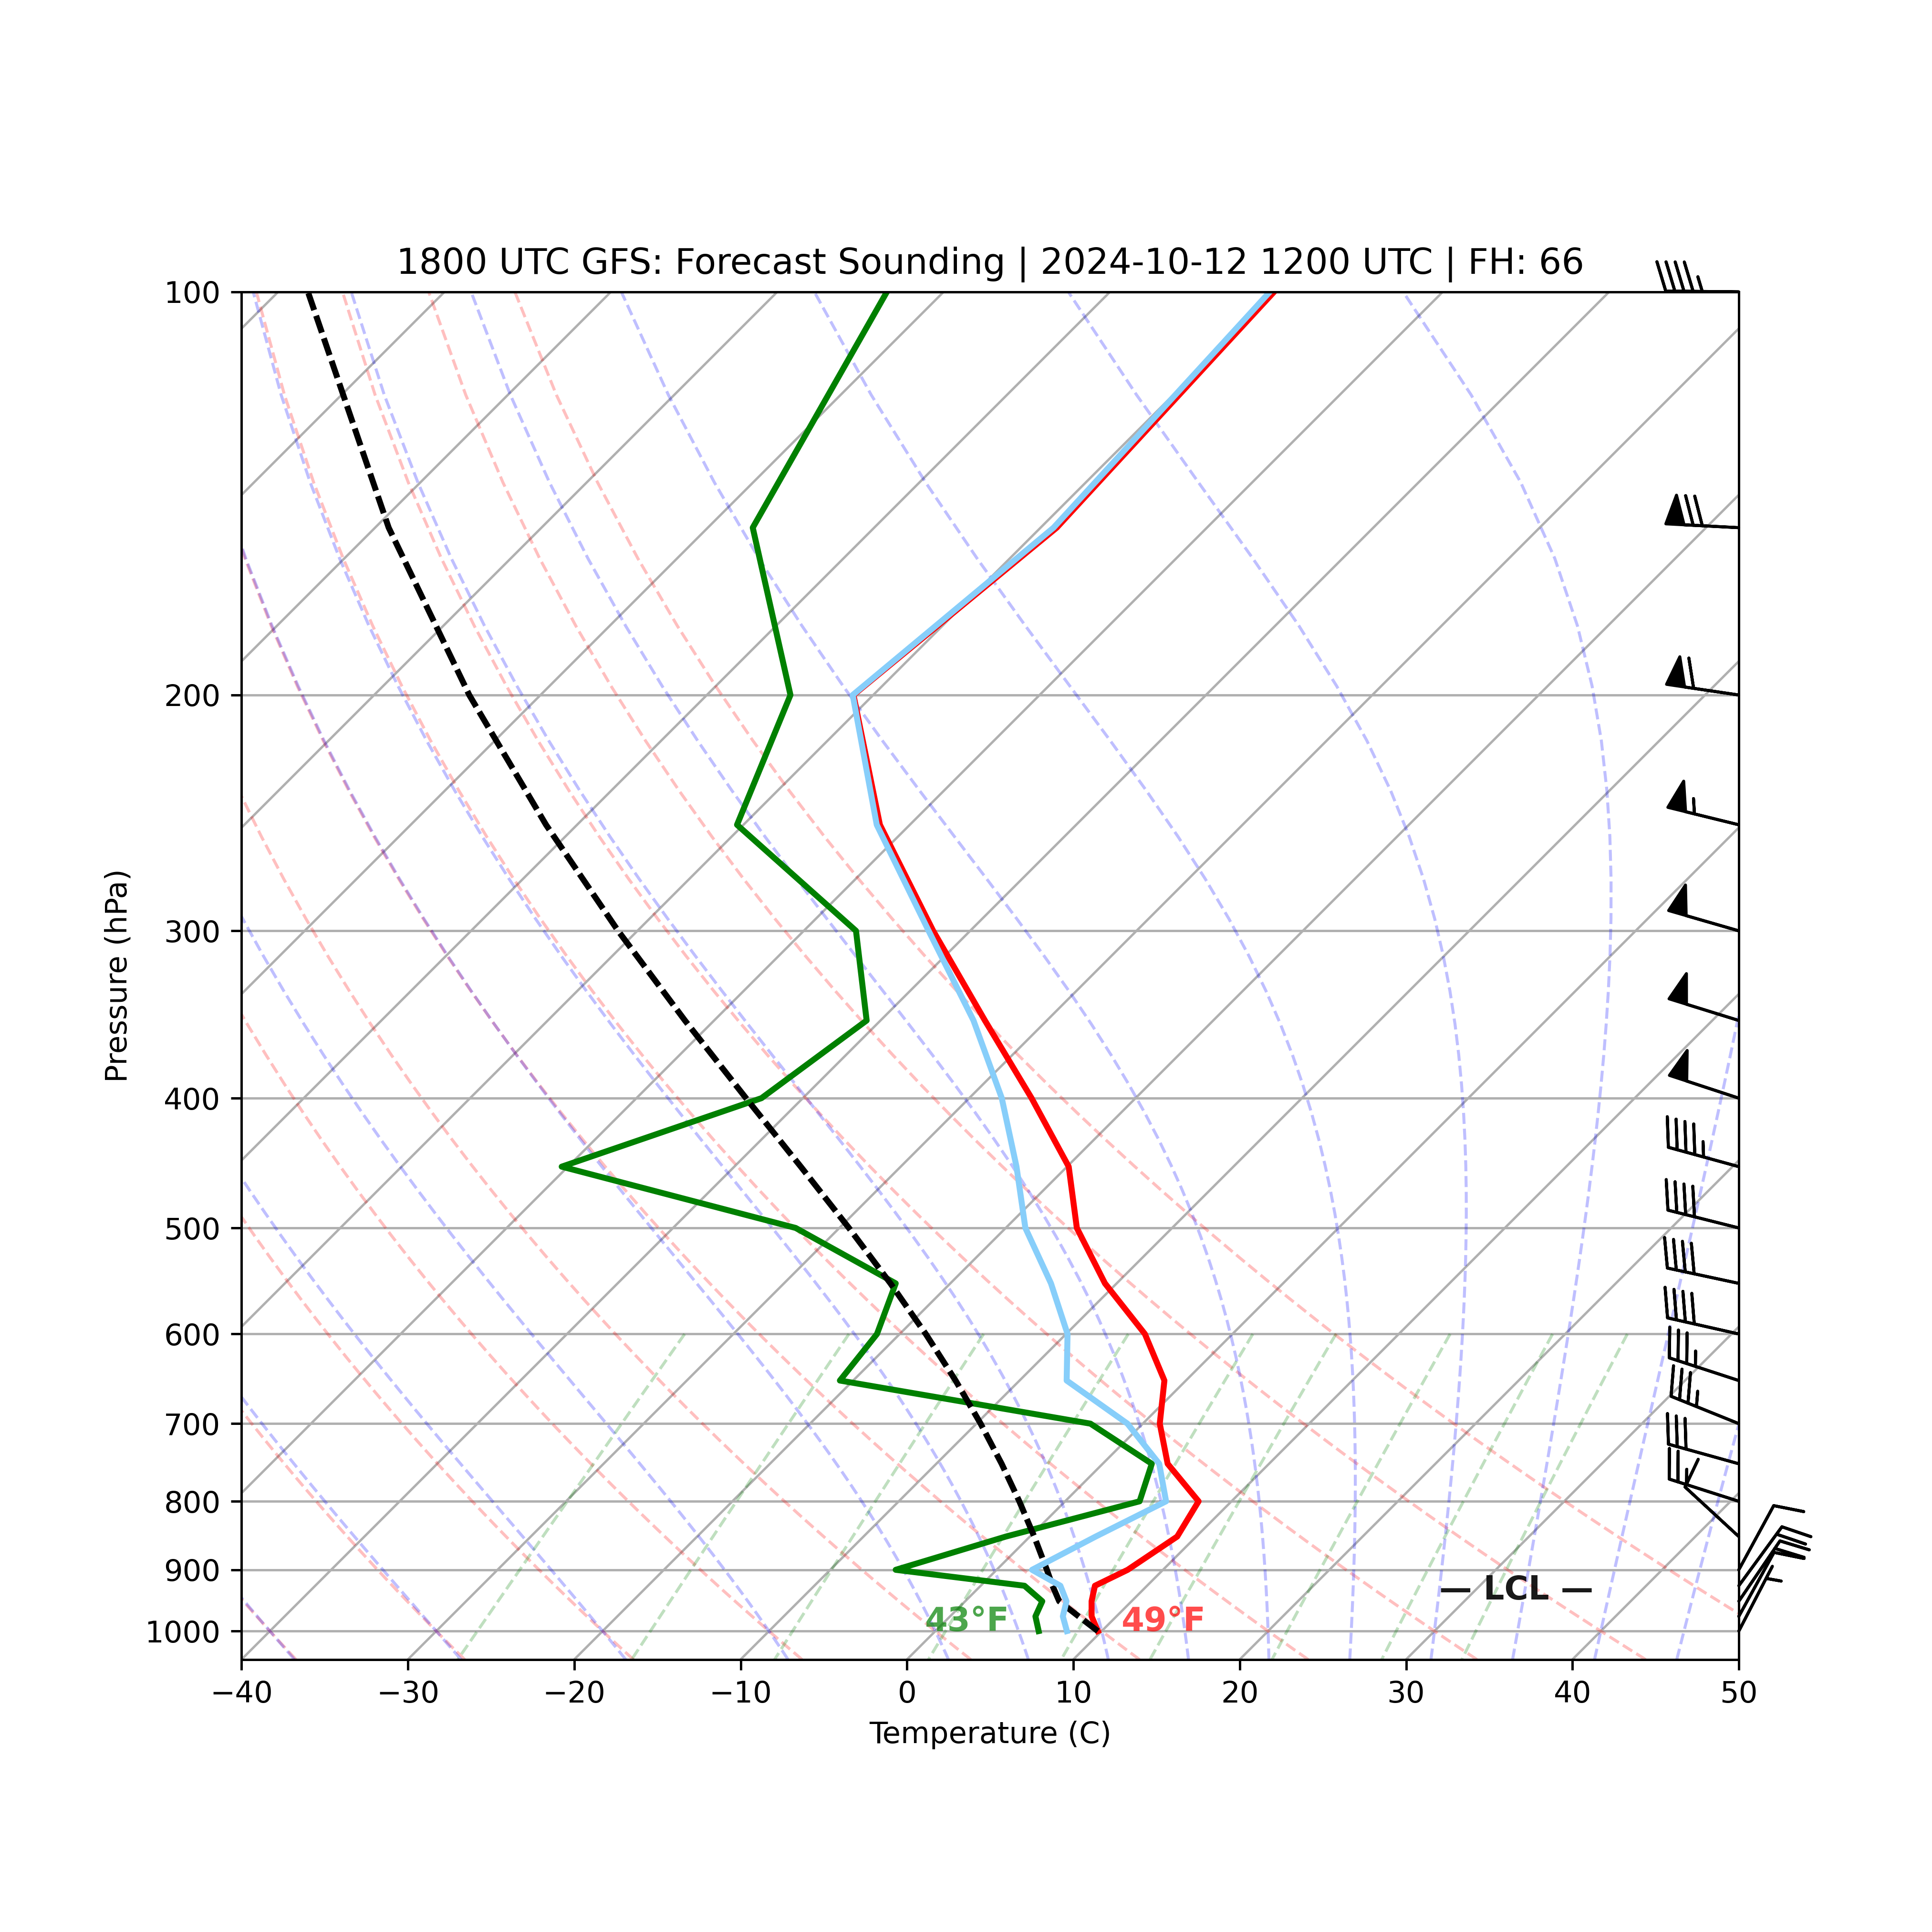 1800 UTC GFS: Forecast Sounding | 2024-10-12 1200 UTC | FH: 66
100
200
300
400
500
600
700
800
900
1000
Pressure (hPa)
— LCL —
43°F
49°F
−40 −30 −20 −10 0 10 20 30 40 50
Temperature (C)